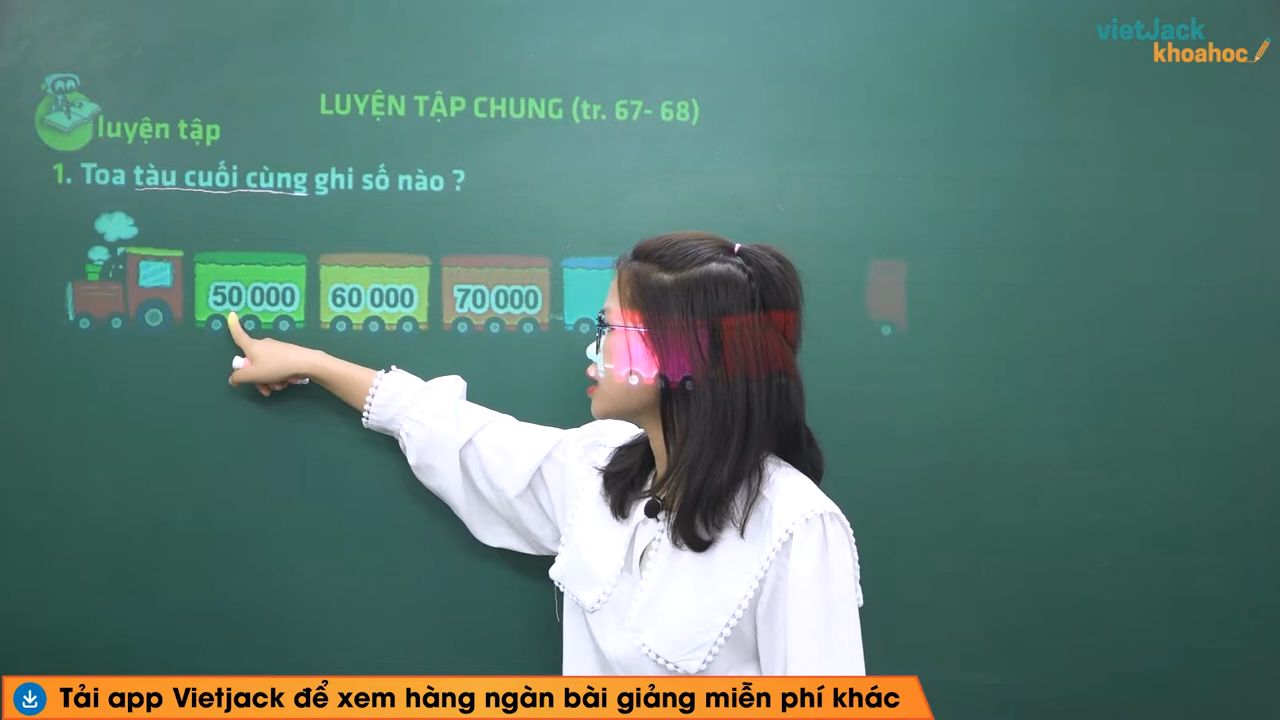 vietJack
khoahoc
LUYỆN TẬP CHUNG (tr. 67- 68)
luyện tập
1. Toa tàu cuối cùng ghi số nào ?
50 000
60 000
70 000
Tải app Vietjack để xem hàng ngàn bài giảng miễn phí khác